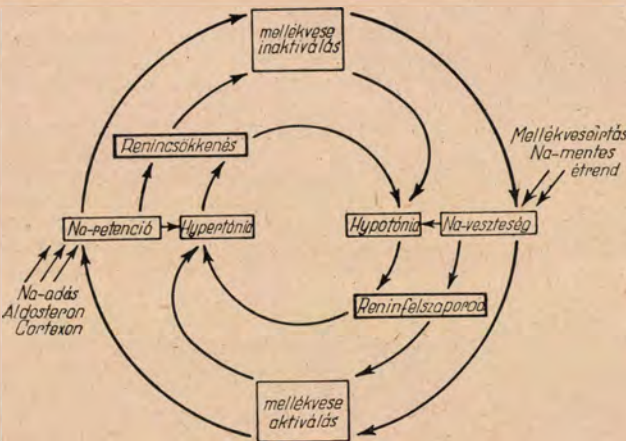 mellékvese
inaktiválás
Renincsökkenés
Mellékveseirtás
Na-mentes
étrend
Na-retenció
Hypertónia
Hypotónia
Na-veszteség
Na-adás
Aldosteron
Cortexon
Reninfelszaporod
mellékvese
aktiválás